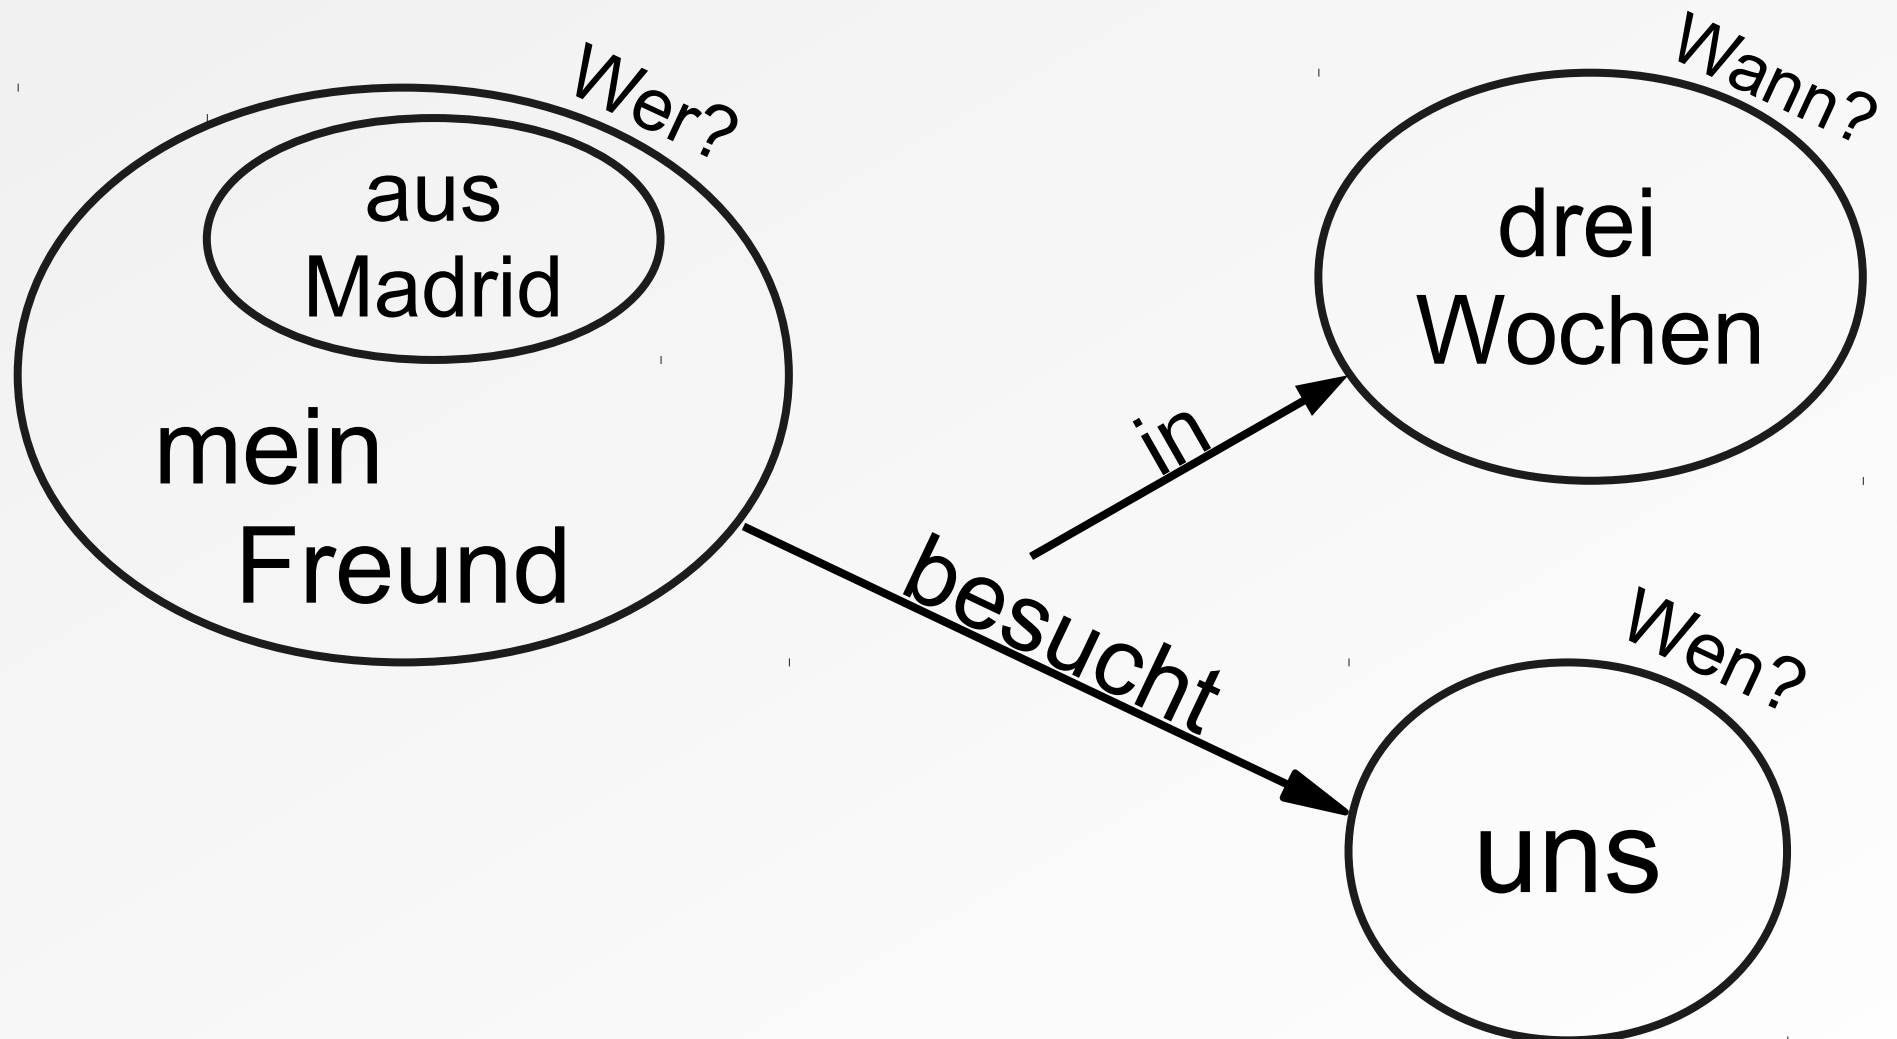 Wer?
aus
Madrid
mein
Freund
besucht
in
Wann?
drei
Wochen
Wen?
uns